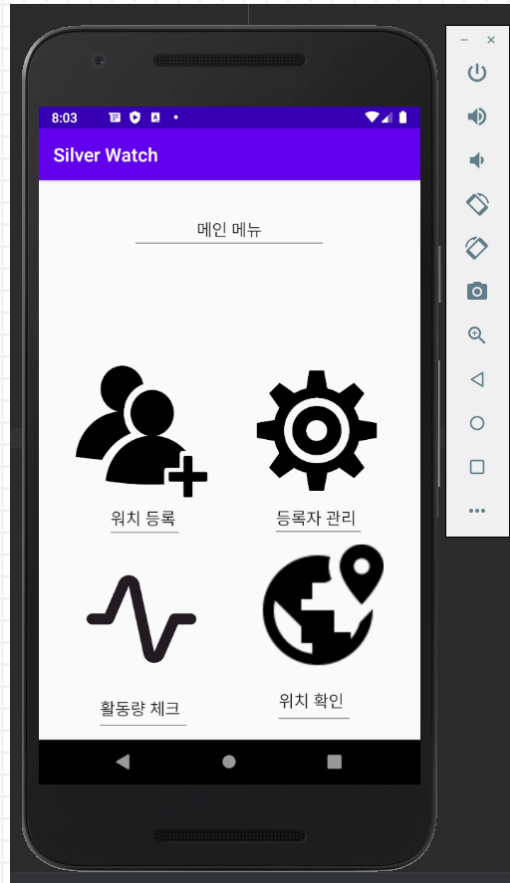 8:03
Silver Watch
메인 메뉴
워치 등록
등록자 관리
활동량 체크
위치 확인